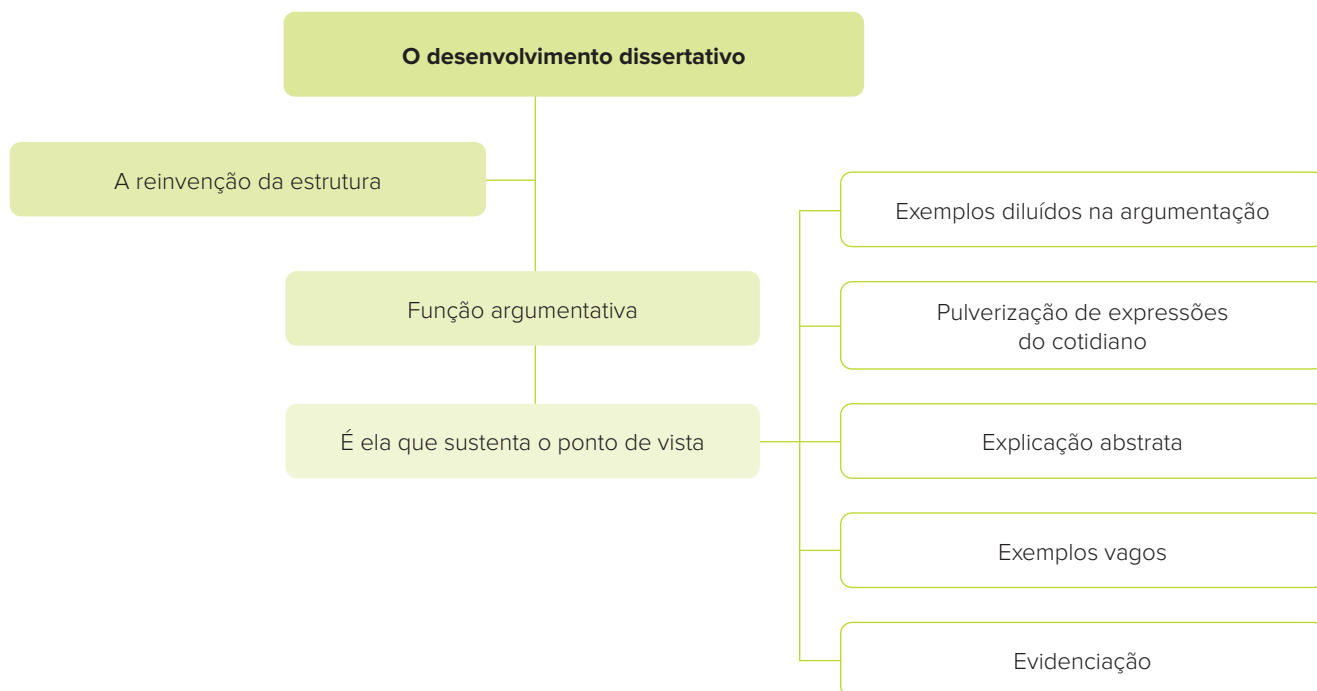 O desenvolvimento dissertativo
A reinvenção da estrutura
Função argumentativa
É ela que sustenta o ponto de vista
Exemplos diluídos na argumentação
Pulverização de expressões
do cotidiano
Explicação abstrata
Exemplos vagos
Evidenciação